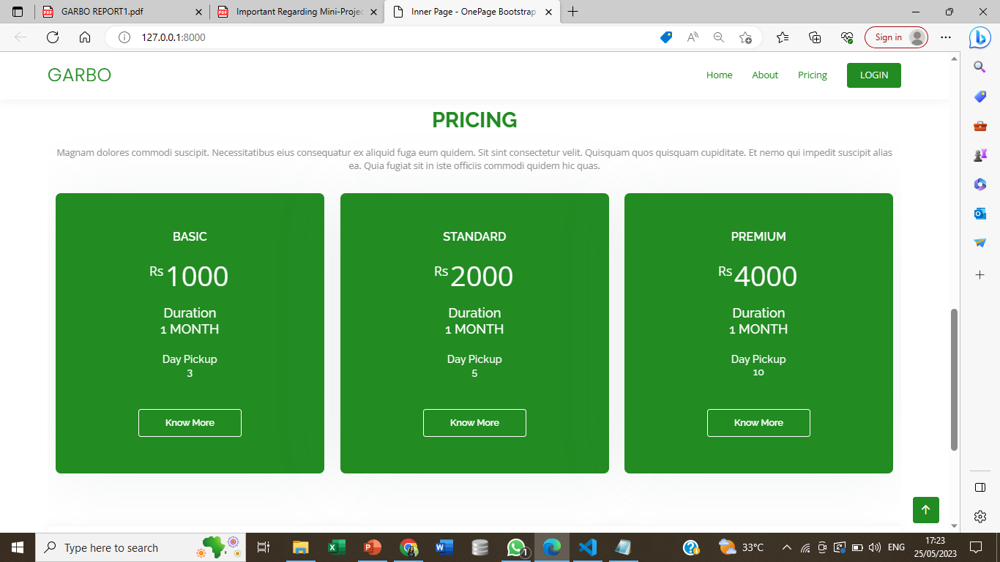 GARBO REPORT1.pdf
Important Regarding Mini-Projec
Inner Page - OnePage Bootstrap
127.0.0.1:8000
Sign in
GARBO
Home
About
Pricing
LOGIN
PRICING
Magnam dolores commodi suscipit. Necessitatibus eius consequatur ex aliquid fuga eum quidem. Sit sint consectetur velit. Quisquam quos quisquam cupiditate. Et nemo qui impedit suscipit alias
ea. Quia fugiat sit in iste officiis commodi quidem hic quas.
BASIC
Rs 1000
Duration
1 MONTH
Day Pickup
3
Know More
STANDARD
Rs 2000
Duration
1 MONTH
Day Pickup
5
Know More
PREMIUM
Rs 4000
Duration
1 MONTH
Day Pickup
10
Know More
Type here to search
1
33°C
ENG
17:23
25/05/2023